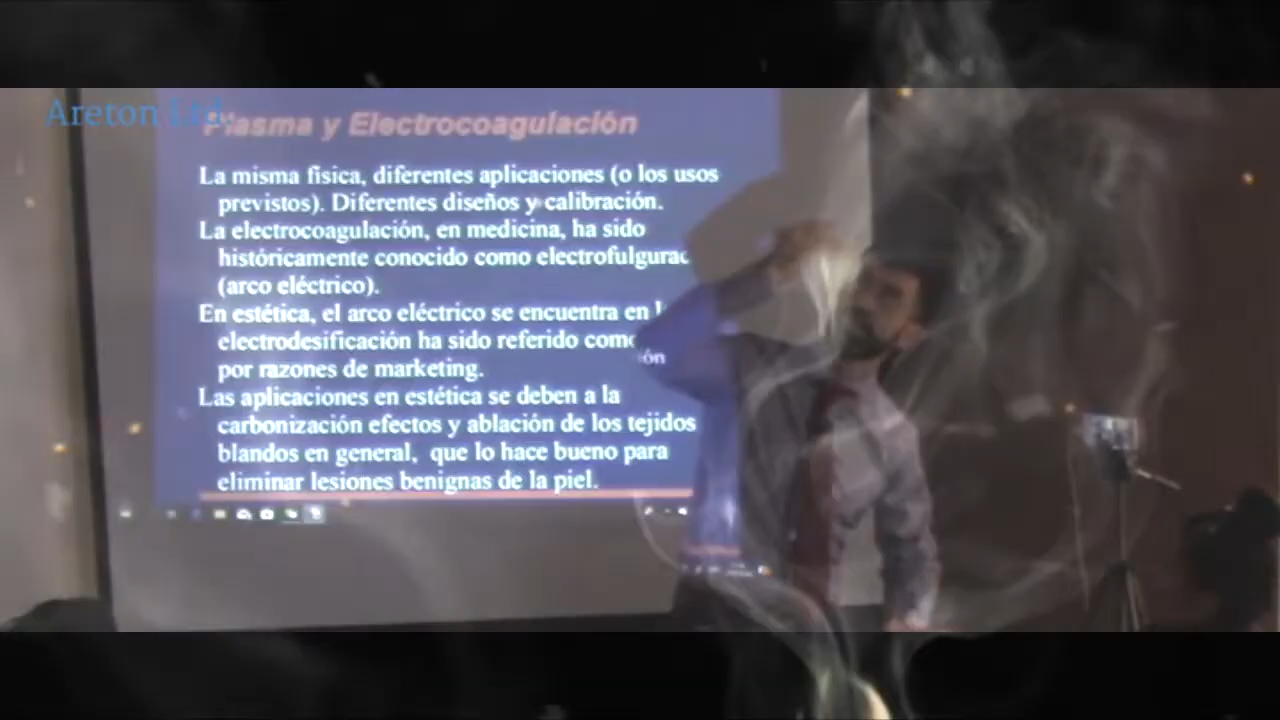 Areton Ltd.
Plasma y Electrocoagulación
La misma física, diferentes aplicaciones (o los usos
previstos). Diferentes diseños y calibración.
La electrocoagulación, en medicina, ha sido
históricamente conocido como electrofulgurac
(arco eléctrico).
En estética, el arco eléctrico se encuentra en l
electrodesificación ha sido referido como
ión
por razones de marketing.
Las aplicaciones en estética se deben a la
carbonización efectos y ablación de los tejidos
blandos en general, que lo hace bueno para
eliminar lesiones benignas de la piel.